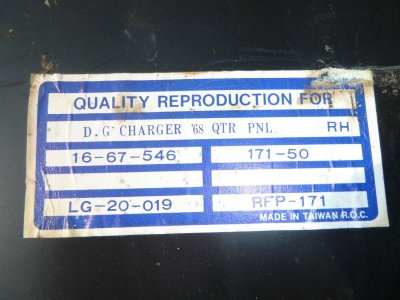 QUALITY REPRODUCTION FOR
D.G CHARGER '68 QTR PNL. RH
16-67-546 171-50
LG-20-019 RFP-171
MADE IN TAIWAN R.O.C.